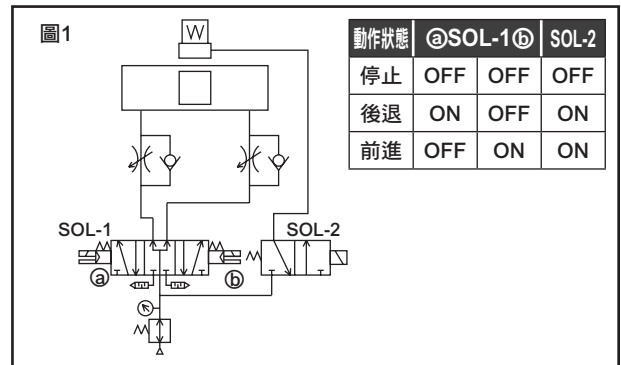 圖1
W
動作狀態 ⓐSOL-1ⓑ SOL-2
停止 OFF OFF OFF
後退 ON OFF ON
前進 OFF ON ON
SOL-1
SOL-2
ⓐ
ⓑ